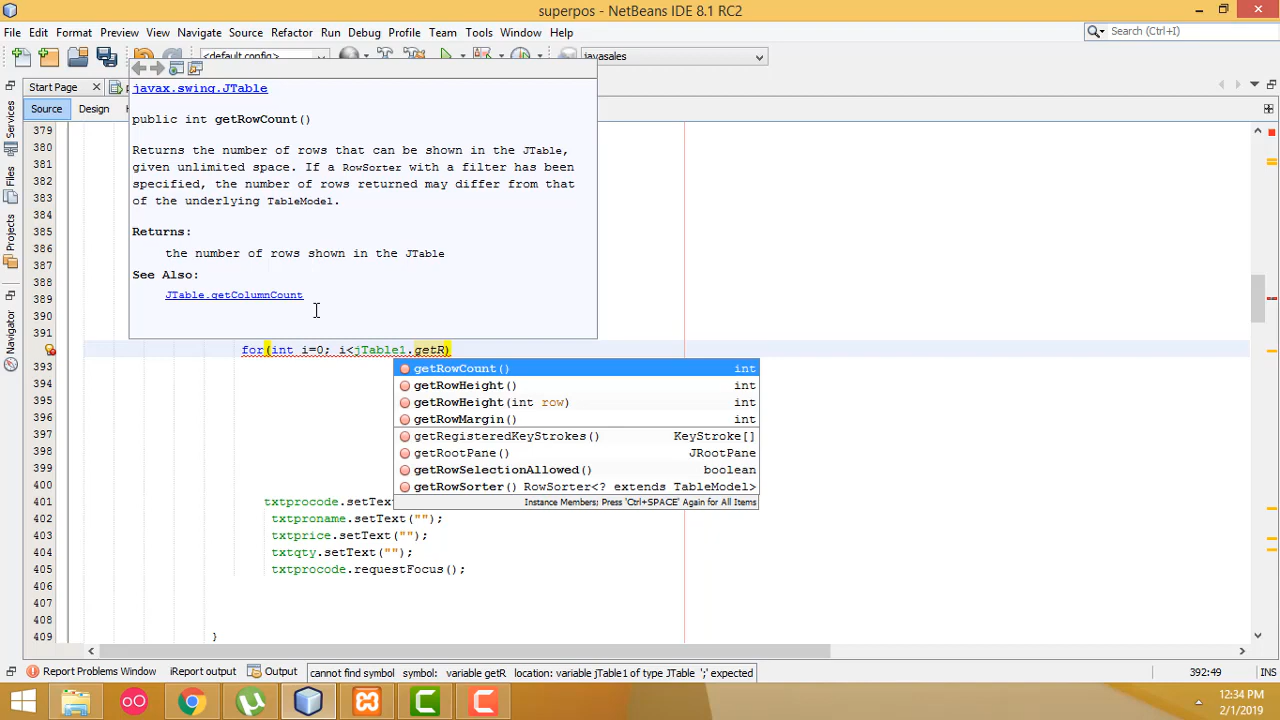 superpos - NetBeans IDE 8.1 RC2
File Edit Format Preview View Navigate Source Refactor Run Debug Profile Team Tools Window Help
Search (Ctrl+I)
<default config>
javasales
Start Page
Source Design
javax.swing.JTable
public int getRowCount()
Returns the number of rows that can be shown in the JTable,
given unlimited space. If a RowSorter with a filter has been
specified, the number of rows returned may differ from that
of the underlying TableModel.
Returns:
the number of rows shown in the JTable
See Also:
JTable.getColumnCount
Services
Files
Projects
Navigator
379
380
381
382
383
384
385
386
387
388
389
390
391
for(int i=0; i<jTable1.getR)
393
394
395
396
397
398
399
400
401 txtprocode.setText
402 txtproname.setText("");
403 txtprice.setText("");
404 txtqty.setText("");
405 txtprocode.requestFocus();
406
407
408
409 }
getRowCount() int
getRowHeight() int
getRowHeight(int row) int
getRowMargin() int
getRegisteredKeyStrokes() KeyStroke[]
getRootPane() JRootPane
getRowSelectionAllowed() boolean
getRowSorter() RowSorter<? extends TableModel>
Instance Members; Press 'Ctrl+SPACE' Again for All Items
Report Problems Window iReport output Output cannot find symbol symbol: variable getR location: variable jTable1 of type JTable ';' expected 392:49 INS
12:34 PM
2/1/2019